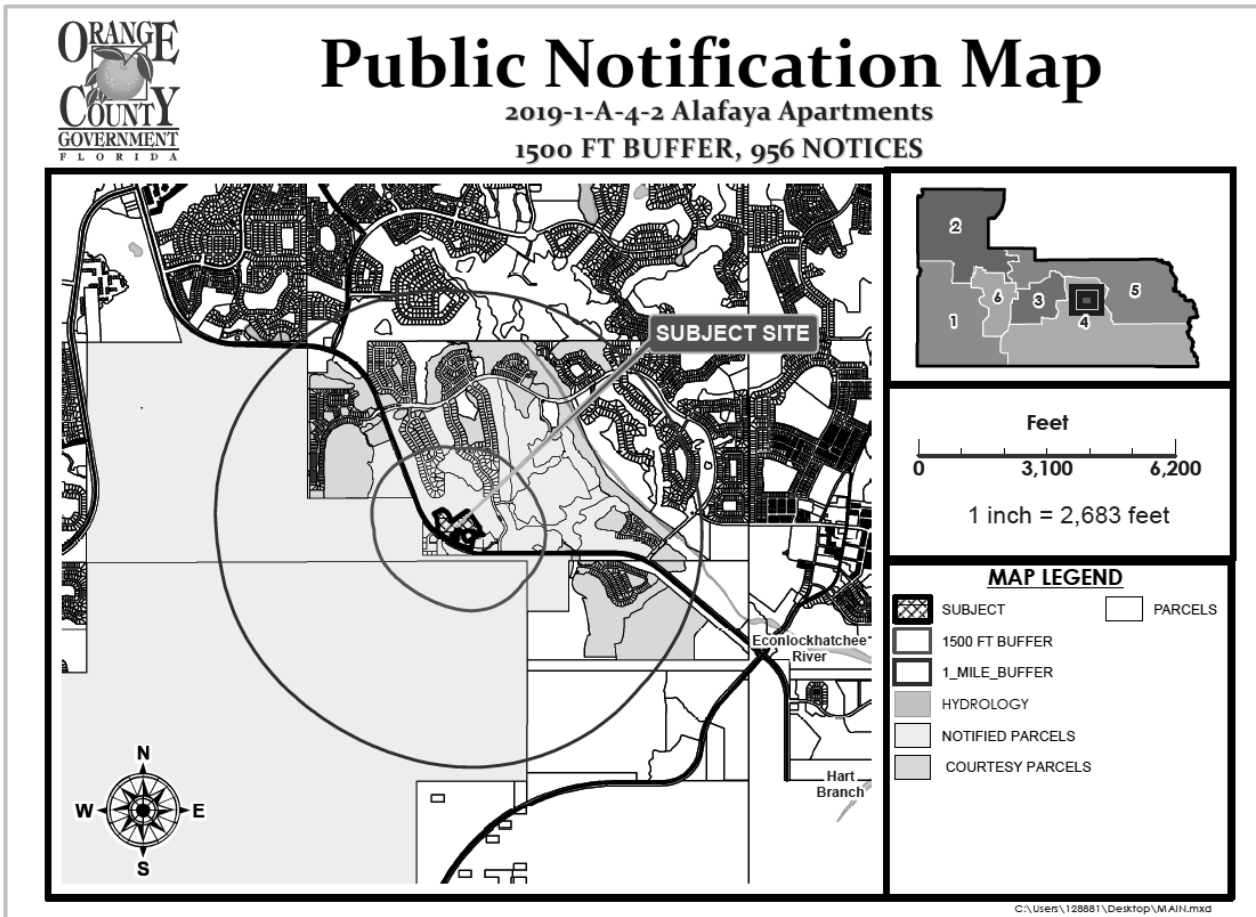 ORANGE
COUNTY
GOVERNMENT
FLORIDA
Public Notification Map
2019-1-A-4-2 Alafaya Apartments
1500 FT BUFFER, 956 NOTICES
SUBJECT SITE
Econlockhatchee
River
Hart
Branch
N
W E
S
2
6
3
5
1
4
Feet
0 3,100 6,200
1 inch = 2,683 feet
MAP LEGEND
SUBJECT PARCELS
1500 FT BUFFER
1_MILE_BUFFER
HYDROLOGY
NOTIFIED PARCELS
COURTESY PARCELS
C:\Users\128881\Desktop\MAIN.mxd